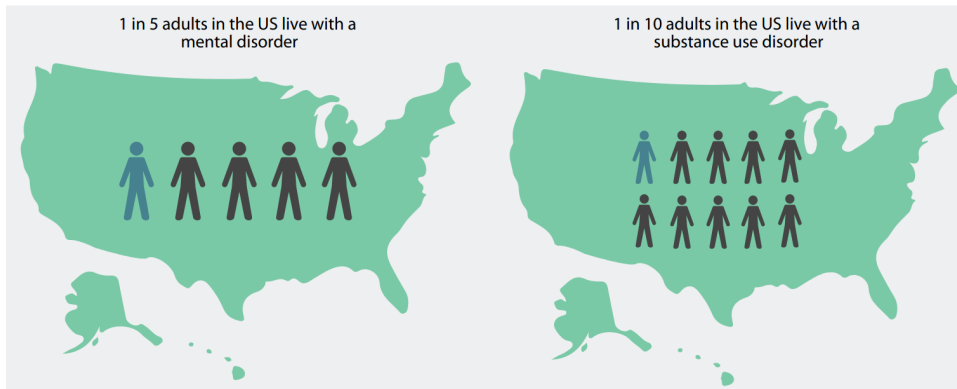 1 in 5 adults in the US live with a
mental disorder
1 in 10 adults in the US live with a
substance use disorder